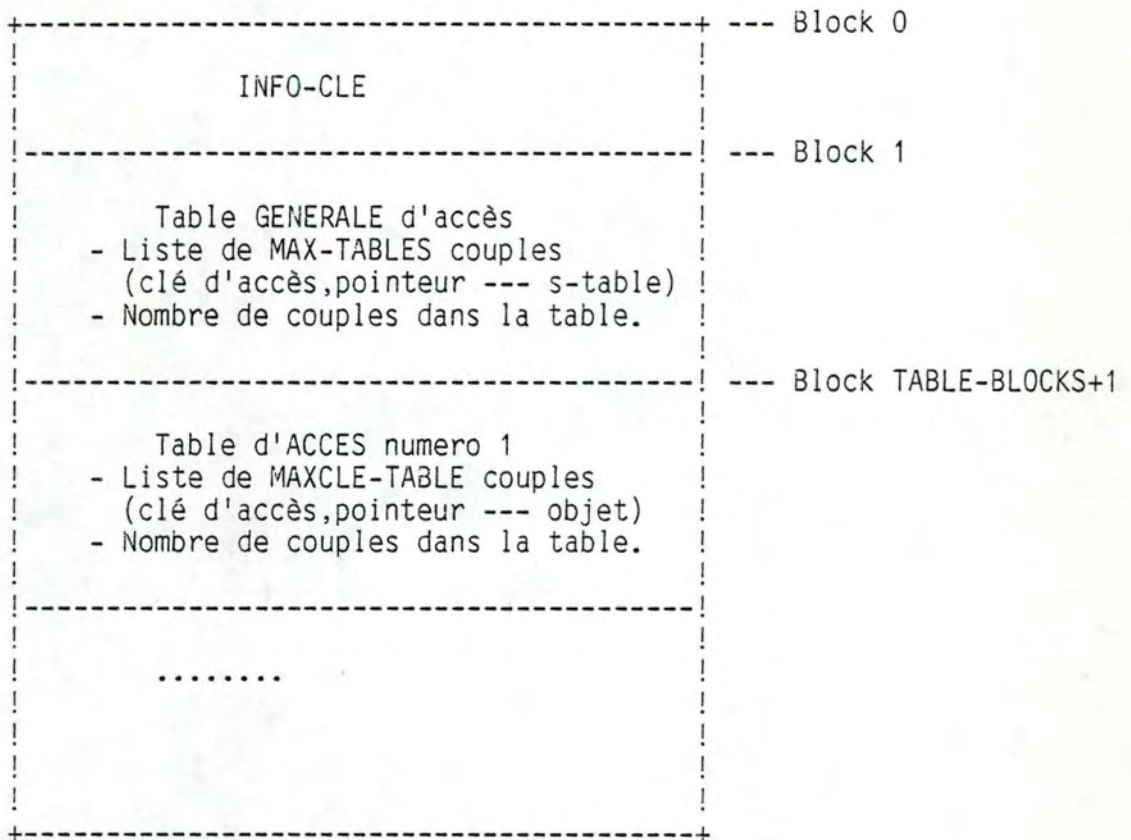 --- Block 0
INFO-CLE
--- Block 1
Table GENERALE d'accès
- Liste de MAX-TABLES couples
(clé d'accès,pointeur --- s-table)
- Nombre de couples dans la table.
--- Block TABLE-BLOCKS+1
Table d'ACCES numero 1
- Liste de MAXCLE-TABLE couples
(clé d'accès,pointeur --- objet)
- Nombre de couples dans la table.
........